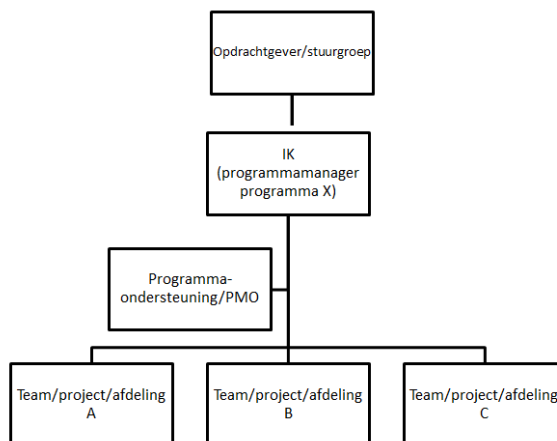 Opdrachtgever/stuurgroep
IK
(programmamanager
programma X)
Programma-
ondersteuning/PMO
Team/project/afdeling
A
Team/project/afdeling
B
Team/project/afdeling
C